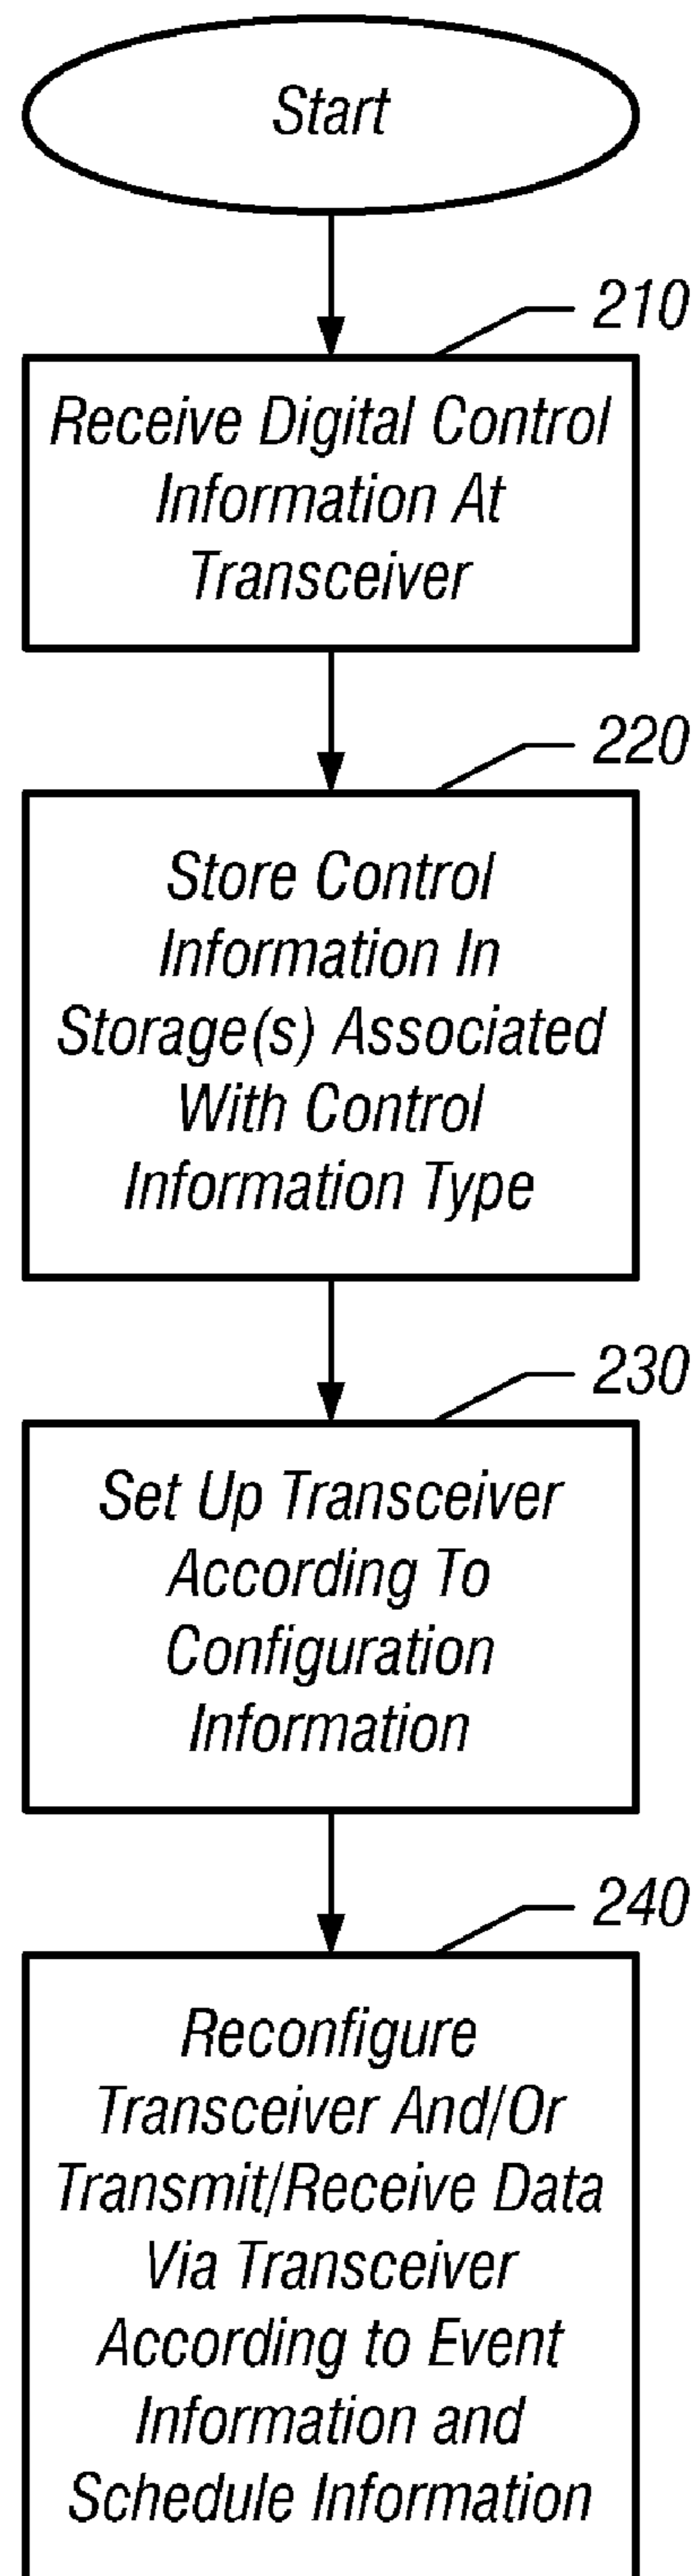 Start
210
Receive Digital Control
Information At
Transceiver
220
Store Control
Information In
Storage(s) Associated
With Control
Information Type
230
Set Up Transceiver
According To
Configuration
Information
240
Reconfigure
Transceiver And/Or
Transmit/Receive Data
Via Transceiver
According to Event
Information and
Schedule Information